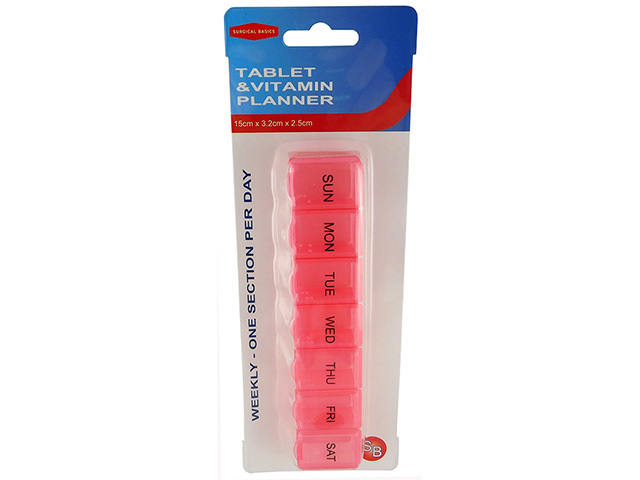 SURGICAL BASICS
TABLET
&VITAMIN
PLANNER
15cm x 3.2cm x 2.5cm
WEEKLY - ONE SECTION PER DAY
SUN
MON
TUE
WED
THU
FRI
SAT
SB